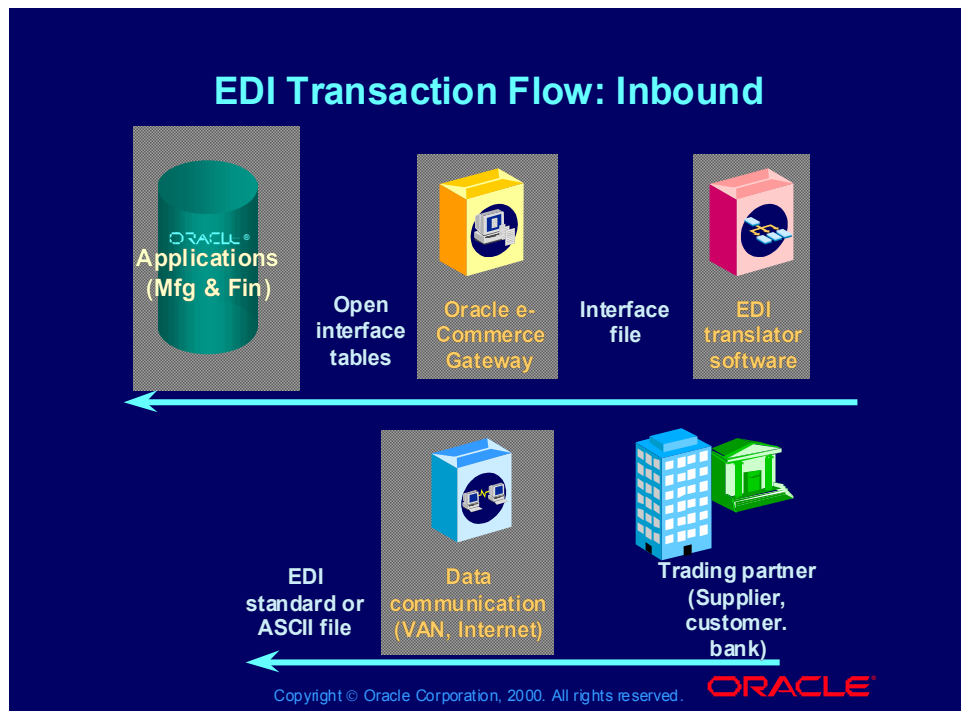 EDI Transaction Flow: Inbound
ORACLE®
Applications
(Mfg & Fin)
Open
interface
tables
Oracle e-
Commerce
Gateway
Interface
file
EDI
translator
software
EDI
standard or
ASCII file
Data
communication
(VAN, Internet)
Trading partner
(Supplier,
customer.
bank)
Copyright © Oracle Corporation, 2000. All rights reserved.
ORACLE®